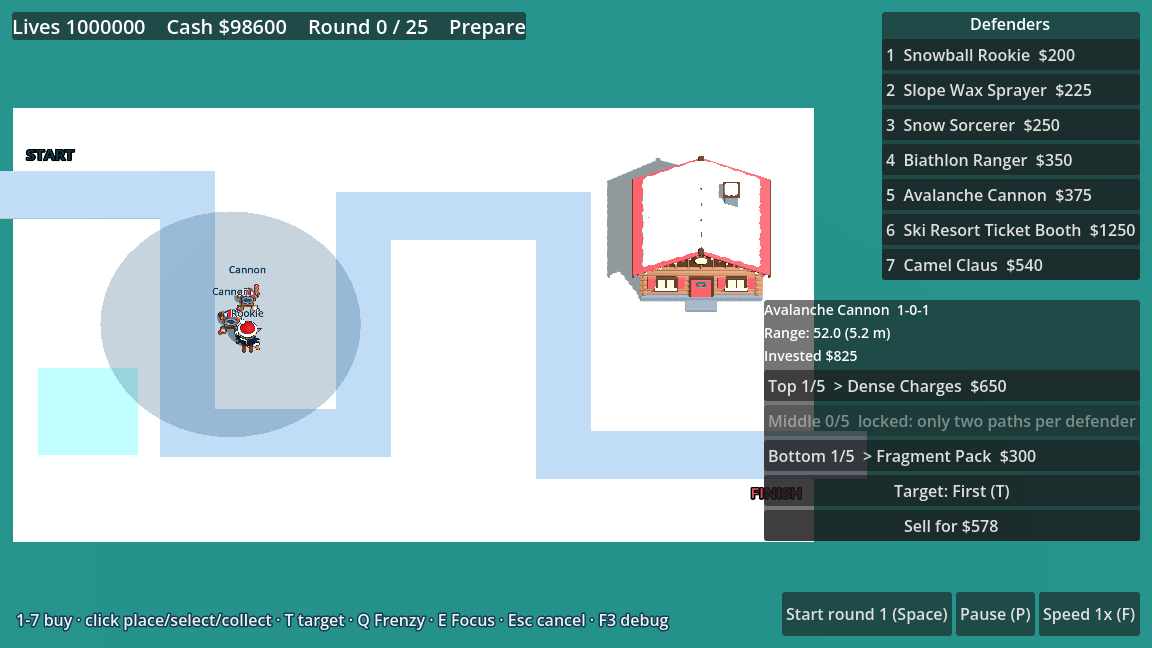 Lives 1000000 Cash $98600 Round 0 / 25 Prepare
Defenders
1 Snowball Rookie $200
2 Slope Wax Sprayer $225
3 Snow Sorcerer $250
4 Biathlon Ranger $350
5 Avalanche Cannon $375
6 Ski Resort Ticket Booth $1250
7 Camel Claus $540
START
Cannon
Cannon
Rookie
Avalanche Cannon 1-0-1
Range: 52.0 (5.2 m)
Invested $825
Top 1/5 > Dense Charges $650
Middle 0/5 locked: only two paths per defender
Bottom 1/5 > Fragment Pack $300
Target: First (T)
FINISH
Sell for $578
1-7 buy · click place/select/collect · T target · Q Frenzy · E Focus · Esc cancel · F3 debug
Start round 1 (Space)
Pause (P)
Speed 1x (F)